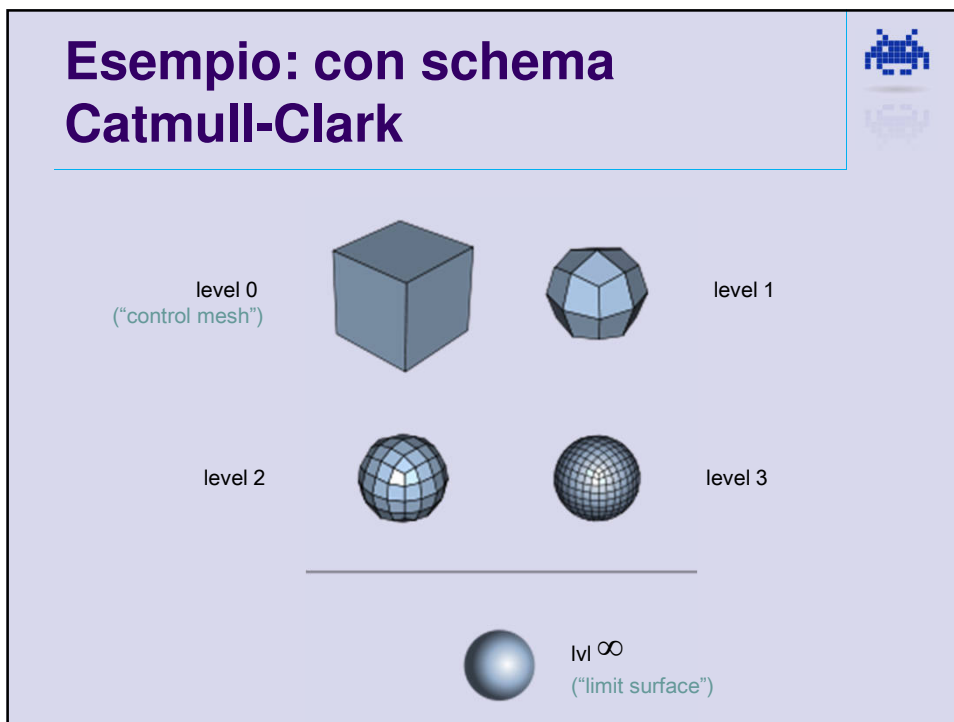 Esempio: con schema
Catmull-Clark
level 0
(“control mesh”)
level 1
level 2
level 3
lvl ∞
(“limit surface”)